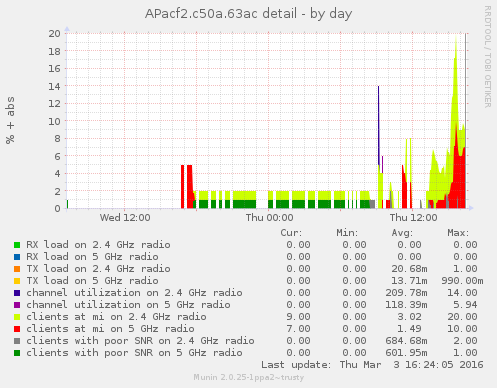 APacf2.c50a.63ac detail - by day
RRDTOOL / TOBI OETIKER
% + abs
20
18
16
14
12
10
8
6
4
2
0
Wed 12:00 Thu 00:00 Thu 12:00
Cur: Min: Avg: Max:
RX load on 2.4 GHz radio 0.00 0.00 0.00 0.00
RX load on 5 GHz radio 0.00 0.00 0.00 0.00
TX load on 2.4 GHz radio 0.00 0.00 20.68m 1.00
TX load on 5 GHz radio 0.00 0.00 13.71m 990.00m
channel utilization on 2.4 GHz radio 0.00 0.00 209.78m 14.00
channel utilization on 5 GHz radio 0.00 0.00 118.39m 5.94
clients at mi on 2.4 GHz radio 9.00 0.00 3.02 20.00
clients at mi on 5 GHz radio 7.00 0.00 1.49 10.00
clients with poor SNR on 2.4 GHz radio 0.00 0.00 684.68m 2.00
clients with poor SNR on 5 GHz radio 0.00 0.00 601.95m 1.00
Last update: Thu Mar 3 16:24:05 2016
Munin 2.0.25-1ppa2~trusty